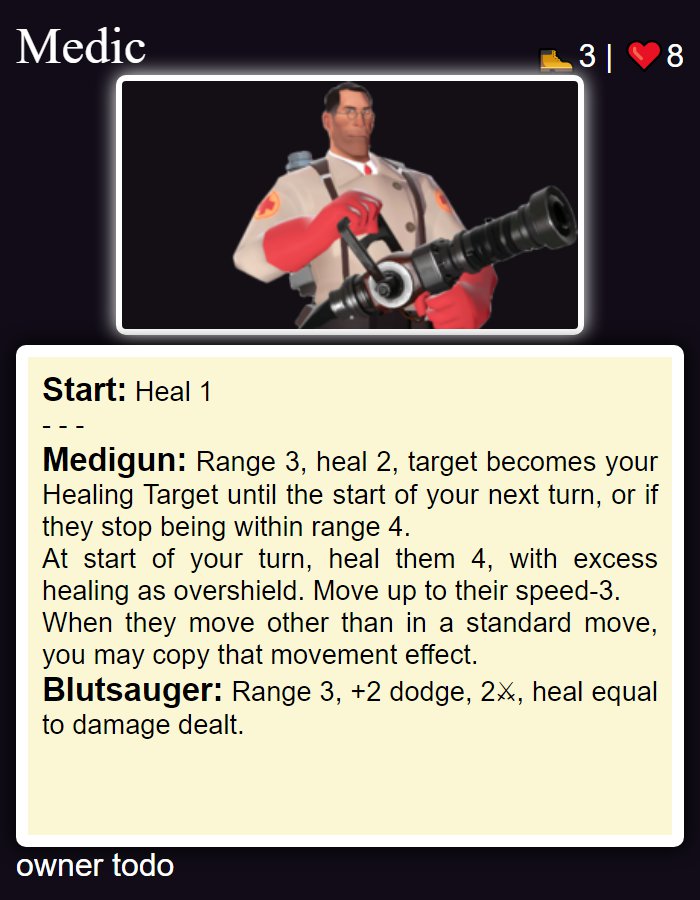 Medic
🥾3 | ❤️8
Start: Heal 1
- - -
Medigun: Range 3, heal 2, target becomes your
Healing Target until the start of your next turn, or if
they stop being within range 4.
At start of your turn, heal them 4, with excess
healing as overshield. Move up to their speed-3.
When they move other than in a standard move,
you may copy that movement effect.
Blutsauger: Range 3, +2 dodge, 2⚔, heal equal
to damage dealt.
owner todo